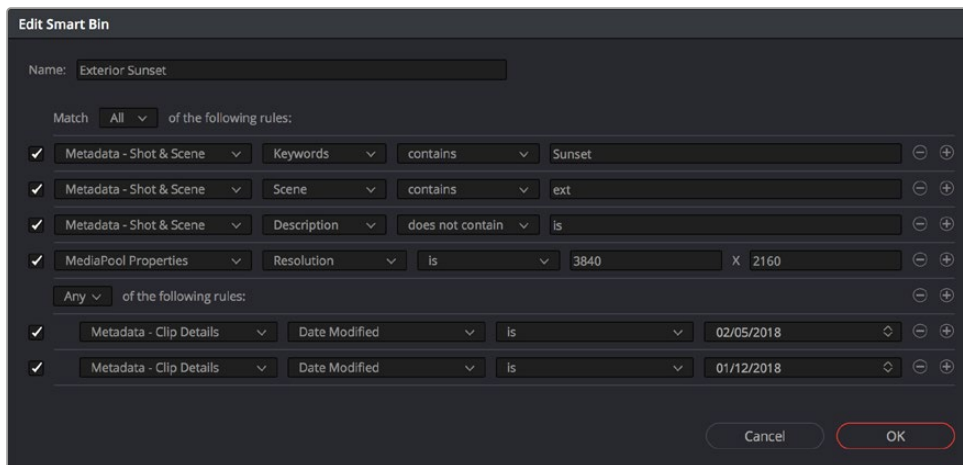 Edit Smart Bin
Name: Exterior Sunset
Match All of the following rules:
Metadata - Shot & Scene Keywords contains Sunset
Metadata - Shot & Scene Scene contains ext
Metadata - Shot & Scene Description does not contain is
MediaPool Properties Resolution is 3840 X 2160
Any of the following rules:
Metadata - Clip Details Date Modified is 02/05/2018
Metadata - Clip Details Date Modified is 01/12/2018
Cancel OK